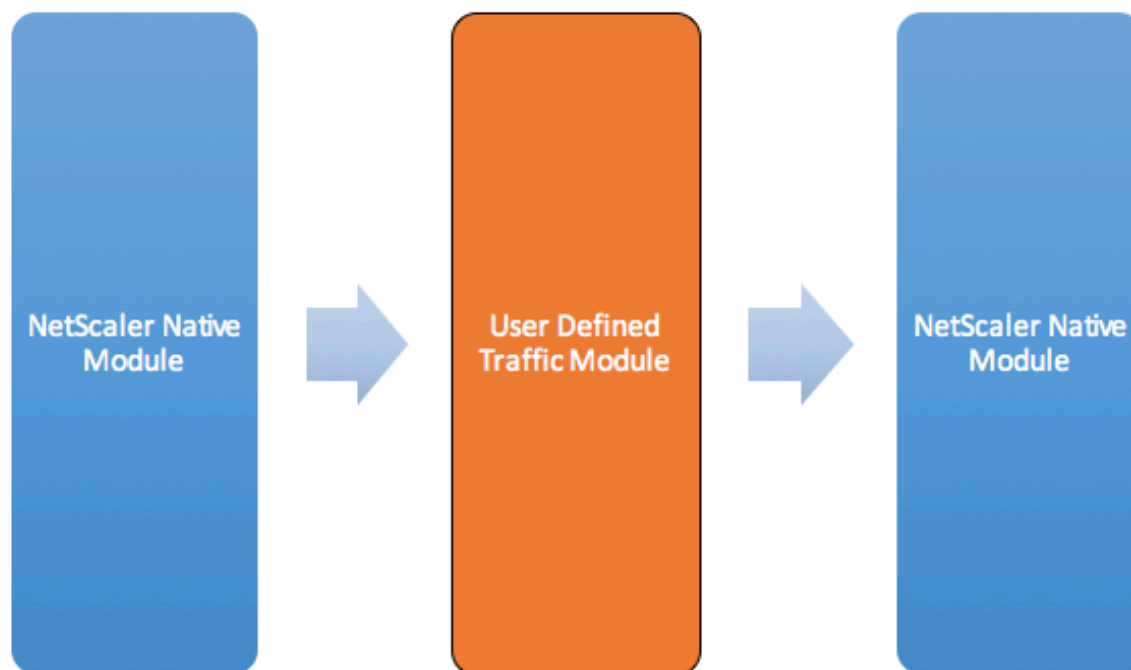 NetScaler Native
Module
User Defined
Traffic Module
NetScaler Native
Module